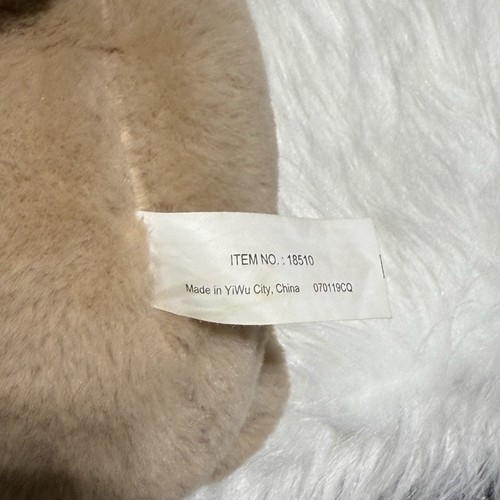 ITEM NO. : 18510
Made in YiWu City, China 070119CQ